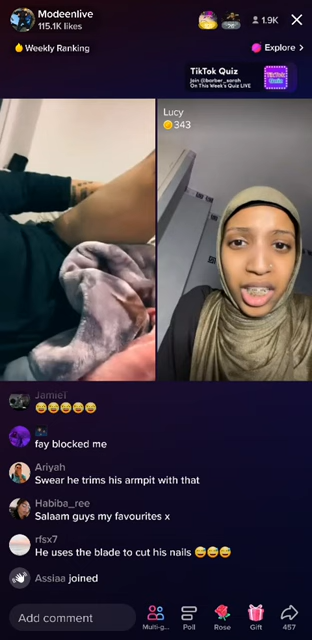 Modeenlive
115.1K likes
1.9K
Weekly Ranking
Explore >
TikTok Quiz
Join @barber_sarah
On This Week's Quiz LIVE
Lucy
343
Jamiel
😅😅😅😅😅
fay blocked me
Ariyah
Swear he trims his armpit with that
Habiba_ree
Salaam guys my favourites x
rfsx7
He uses the blade to cut his nails 😅😅😅
Assiaa joined
Add comment
Multi-g...
Poll
Rose
Gift
457